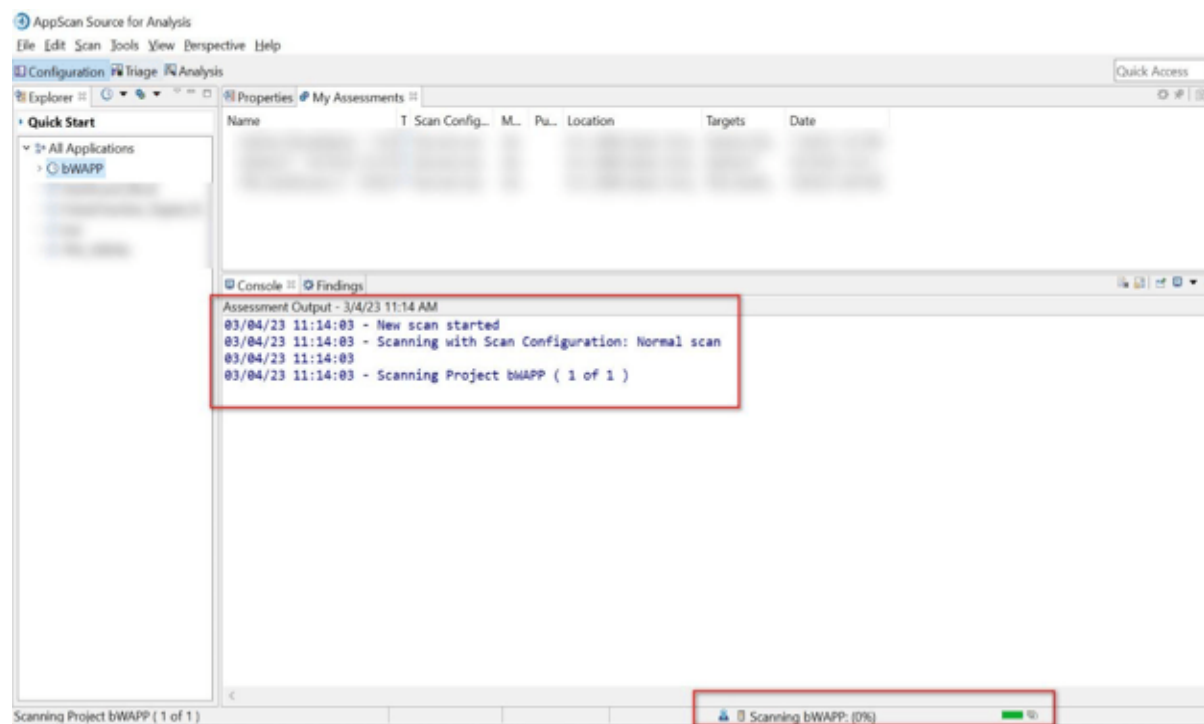 AppScan Source for Analysis
File Edit Scan Tools View Perspective Help
Configuration Triage Analysis
Quick Access
Explorer
Properties My Assessments
Quick Start
Name T Scan Config... M... Pu... Location Targets Date
All Applications
bWAPP
Console Findings
Assessment Output - 3/4/23 11:14 AM
03/04/23 11:14:03 - New scan started
03/04/23 11:14:03 - Scanning with Scan Configuration: Normal scan
03/04/23 11:14:03
03/04/23 11:14:03 - Scanning Project bWAPP ( 1 of 1 )
Scanning Project bWAPP ( 1 of 1 )
Scanning bWAPP: (0%)